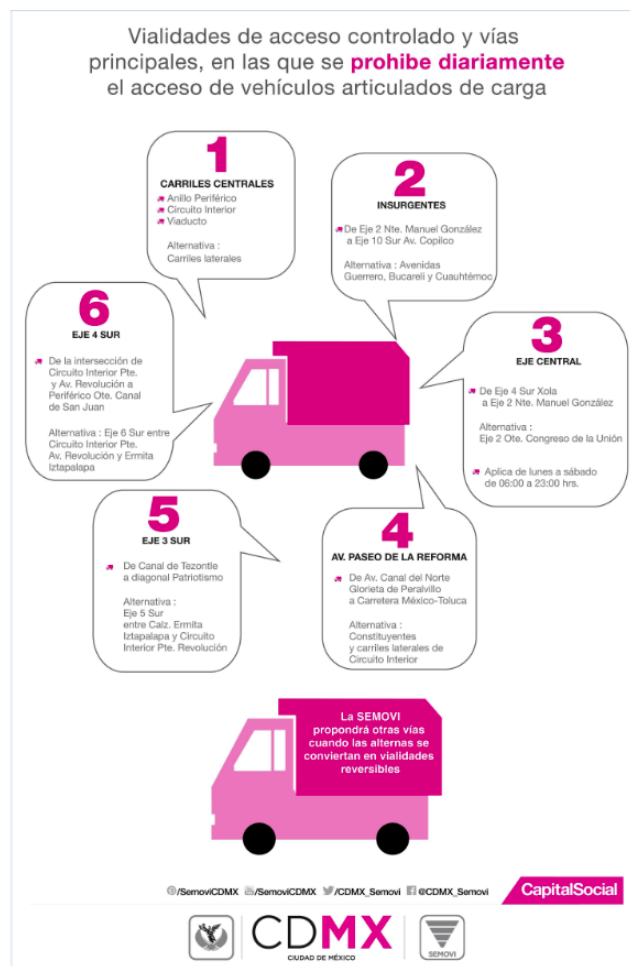 Vialidades de acceso controlado y vías
principales, en las que se prohibe diariamente
el acceso de vehículos articulados de carga
1
CARRILES CENTRALES
Anillo Periférico
Circuito Interior
Viaducto
Alternativa :
Carriles laterales
2
INSURGENTES
De Eje 2 Nte. Manuel González
a Eje 10 Sur Av. Copilco
Alternativa : Avenidas
Guerrero, Bucareli y Cuauhtémoc
3
EJE CENTRAL
De Eje 4 Sur Xola
a Eje 2 Nte. Manuel González
Alternativa :
Eje 2 Ote. Congreso de la Unión
Aplica de lunes a sábado
de 06:00 a 23:00 hrs.
4
AV. PASEO DE LA REFORMA
De Av. Canal del Norte
Glorieta de Peralvillo
a Carretera México-Toluca
Alternativa :
Constituyentes
y carriles laterales de
Circuito Interior
5
EJE 3 SUR
De Canal de Tezontle
a diagonal Patriotismo
Alternativa :
Eje 5 Sur
entre Calz. Ermita
Iztapalapa y Circuito
Interior Pte. Revolución
6
EJE 4 SUR
De la intersección de
Circuito Interior Pte.
y Av. Revolución a
Periférico Ote. Canal
de San Juan
Alternativa : Eje 6 Sur entre
Circuito Interior Pte.
Av. Revolución y Ermita
Iztapalapa
La SEMOVI
propondrá otras vías
cuando las alternas se
conviertan en vialidades
reversibles
/SemoviCDMX /SemoviCDMX /CDMX_Semovi @CDMX_Semovi
CapitalSocial
CDMX
CIUDAD DE MÉXICO
SEMOVI